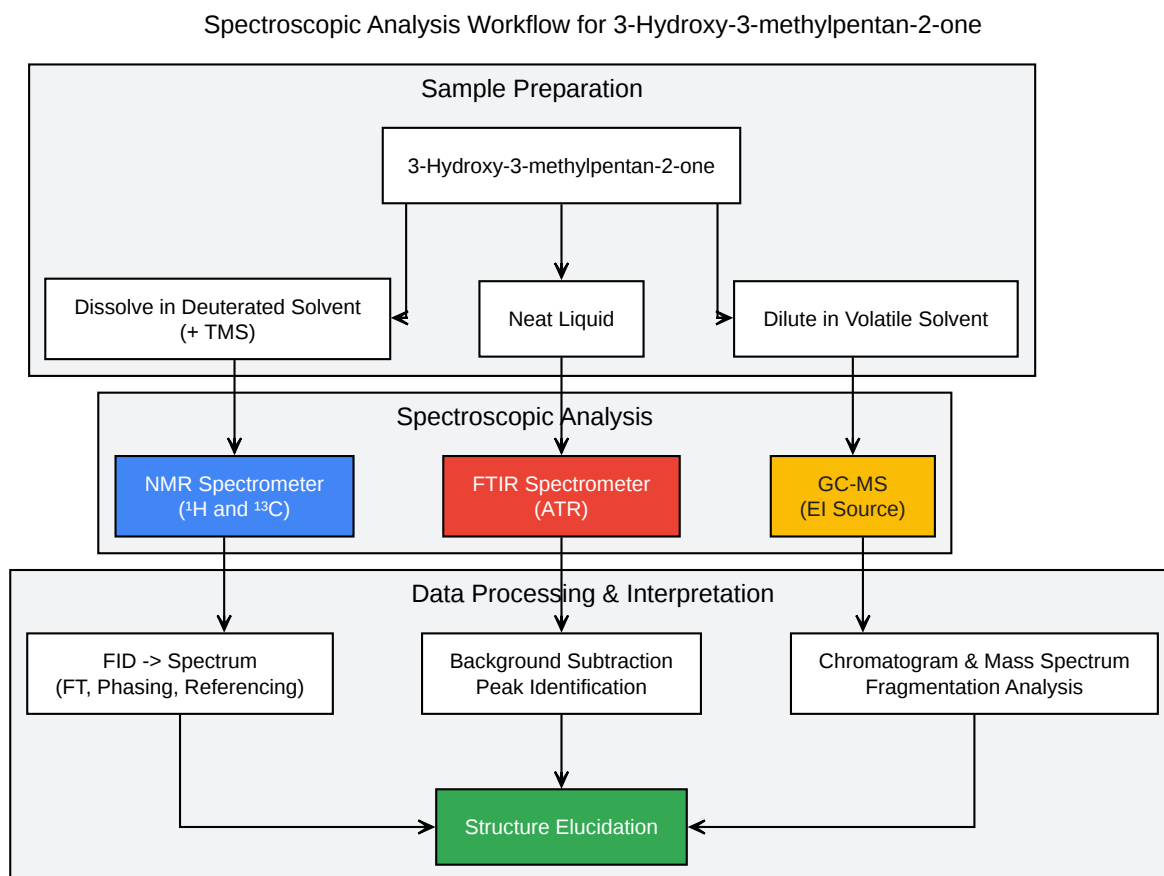 Spectroscopic Analysis Workflow for 3-Hydroxy-3-methylpentan-2-one
Sample Preparation
3-Hydroxy-3-methylpentan-2-one
Dissolve in Deuterated Solvent
(+ TMS)
Neat Liquid
Dilute in Volatile Solvent
Spectroscopic Analysis
NMR Spectrometer
(¹H and ¹³C)
FTIR Spectrometer
(ATR)
GC-MS
(EI Source)
Data Processing & Interpretation
FID -> Spectrum
(FT, Phasing, Referencing)
Background Subtraction
Peak Identification
Chromatogram & Mass Spectrum
Fragmentation Analysis
Structure Elucidation